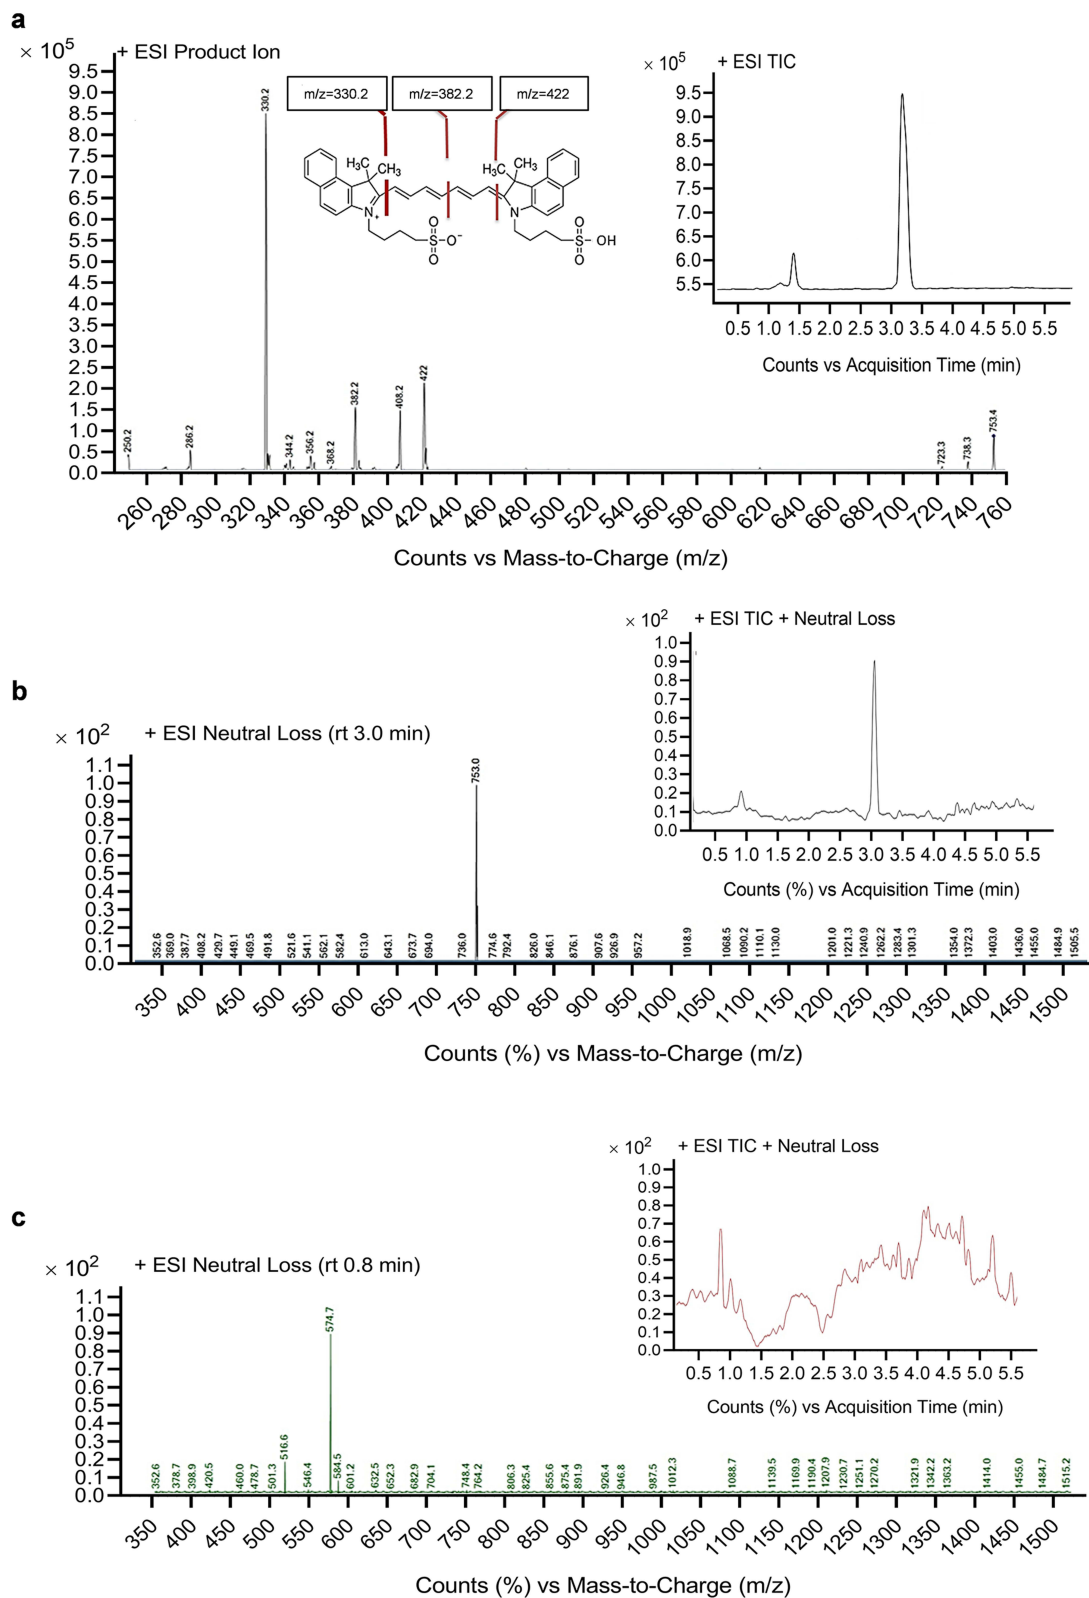 a
× 10⁵
+ ESI Product Ion
9.5
9.0
8.5
8.0
7.5
7.0
6.5
6.0
5.5
5.0
4.5
4.0
3.5
3.0
2.5
2.0
1.5
1.0
0.5
0.0
250.2
286.2
330.2
344.2
356.2
368.2
382.2
408.2
422
723.3
738.3
753.4
m/z=330.2 m/z=382.2 m/z=422
H₃C CH₃ H₃C CH₃
N⁺ N
O
S O⁻
O
O
S OH
O
260 280 300 320 340 360 380 400 420 440 460 480 500 520 540 560 580 600 620 640 660 680 700 720 740 760
Counts vs Mass-to-Charge (m/z)
× 10⁵
+ ESI TIC
9.5
9.0
8.5
8.0
7.5
7.0
6.5
6.0
5.5
0.5 1.0 1.5 2.0 2.5 3.0 3.5 4.0 4.5 5.0 5.5
Counts vs Acquisition Time (min)
b
× 10²
+ ESI Neutral Loss (rt 3.0 min)
1.1
1.0
0.9
0.8
0.7
0.6
0.5
0.4
0.3
0.2
0.1
0.0
352.6 369.0 387.7 408.2 429.7 449.1 469.5 491.8 521.6 541.1 562.1 582.4 613.0 643.1 673.7 694.0 736.0 753.0 774.6 792.4 826.0 846.1 876.1 907.6 926.9 957.2 1018.9 1068.5 1090.2 1110.1 1130.0 1201.0 1221.3 1240.9 1262.2 1283.4 1301.3 1354.0 1372.3 1403.0 1436.0 1455.0 1484.9 1505.5
350 400 450 500 550 600 650 700 750 800 850 900 950 1000 1050 1100 1150 1200 1250 1300 1350 1400 1450 1500
Counts (%) vs Mass-to-Charge (m/z)
× 10²
+ ESI TIC + Neutral Loss
1.0
0.9
0.8
0.7
0.6
0.5
0.4
0.3
0.2
0.1
0.0
0.5 1.0 1.5 2.0 2.5 3.0 3.5 4.0 4.5 5.0 5.5
Counts (%) vs Acquisition Time (min)
c
× 10²
+ ESI Neutral Loss (rt 0.8 min)
1.1
1.0
0.9
0.8
0.7
0.6
0.5
0.4
0.3
0.2
0.1
0.0
352.6 378.7 398.9 420.5 460.0 478.7 501.3 516.6 546.4 574.7 584.5 601.2 632.5 652.3 682.9 704.1 748.4 764.2 806.3 825.4 855.6 875.4 891.9 926.4 946.8 987.5 1012.3 1088.7 1139.5 1169.9 1190.4 1207.9 1230.7 1251.1 1270.2 1321.9 1342.2 1363.2 1414.0 1455.0 1484.7 1515.2
350 400 450 500 550 600 650 700 750 800 850 900 950 1000 1050 1100 1150 1200 1250 1300 1350 1400 1450 1500
Counts (%) vs Mass-to-Charge (m/z)
× 10²
+ ESI TIC + Neutral Loss
1.0
0.9
0.8
0.7
0.6
0.5
0.4
0.3
0.2
0.1
0.0
0.5 1.0 1.5 2.0 2.5 3.0 3.5 4.0 4.5 5.0 5.5
Counts (%) vs Acquisition Time (min)